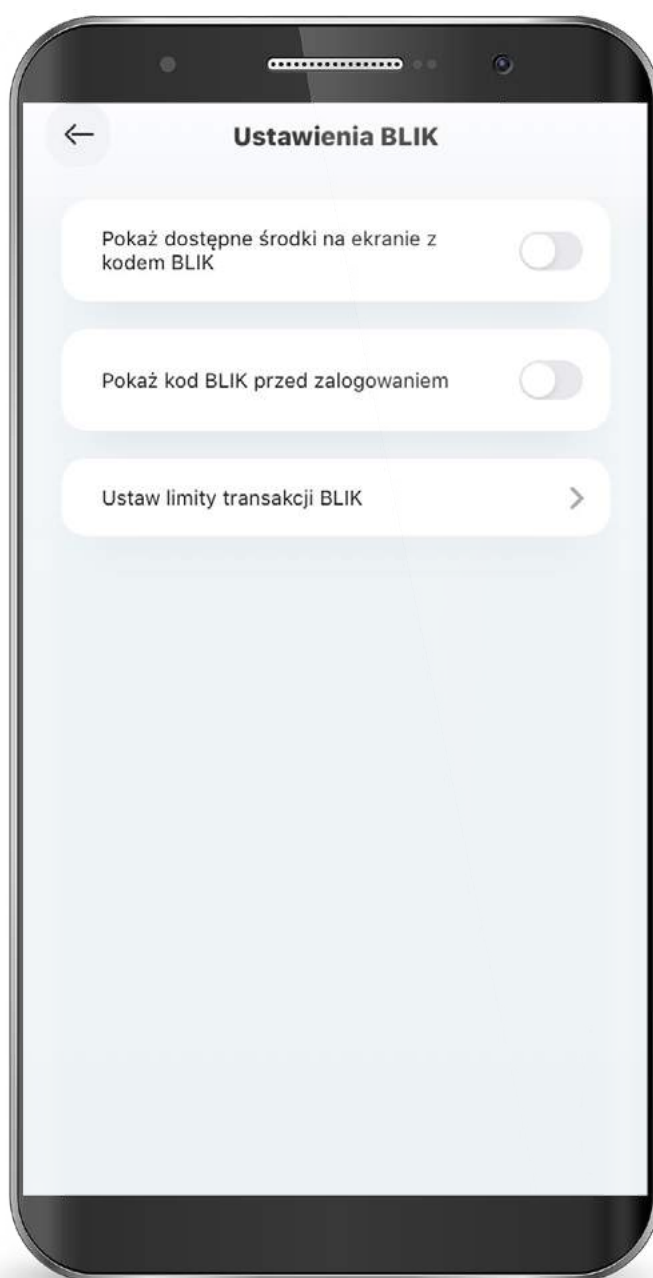 Ustawienia BLIK
Pokaż dostępne środki na ekranie z
kodem BLIK
Pokaż kod BLIK przed zalogowaniem
Ustaw limity transakcji BLIK